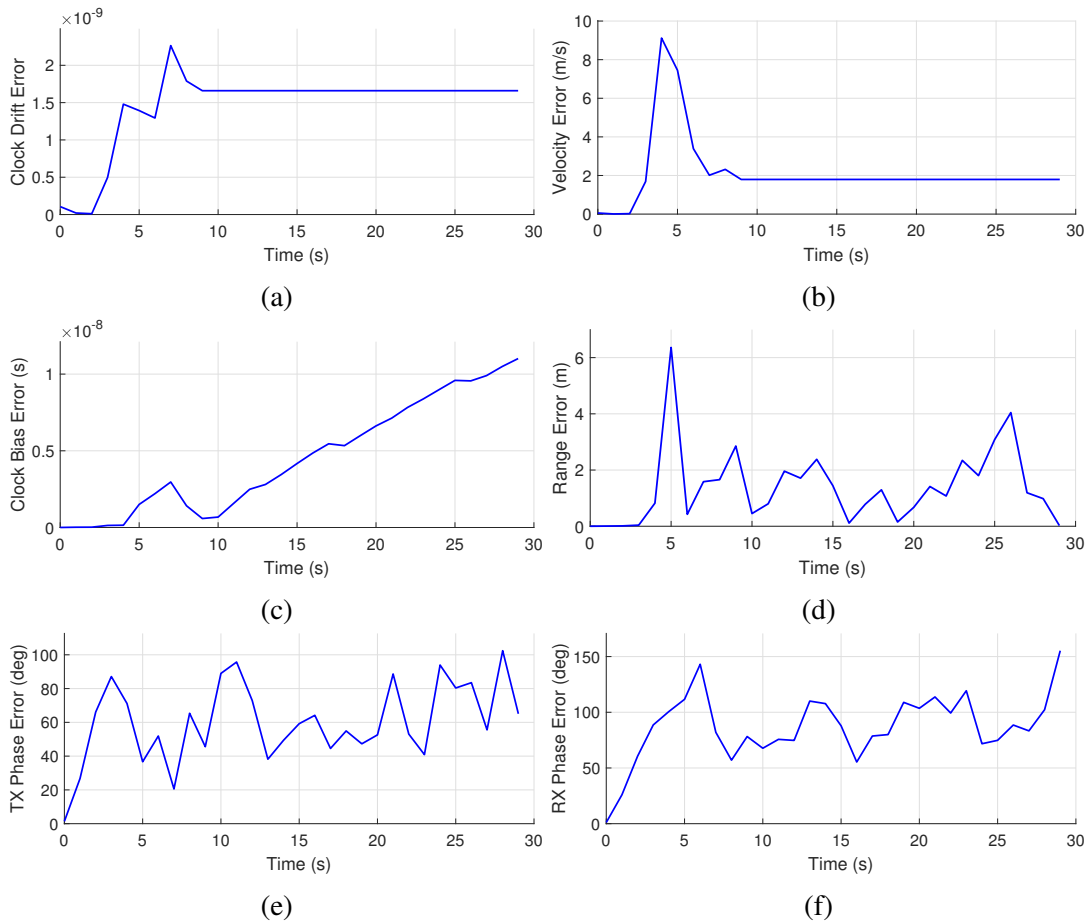 ×10⁻⁹
Clock Drift Error
2
1.5
1
0.5
0
0 5 10 15 20 25 30
Time (s)
(a)
Velocity Error (m/s)
10
8
6
4
2
0
0 5 10 15 20 25 30
Time (s)
(b)
×10⁻⁸
Clock Bias Error (s)
1
0.5
0
0 5 10 15 20 25 30
Time (s)
(c)
Range Error (m)
6
4
2
0
0 5 10 15 20 25 30
Time (s)
(d)
TX Phase Error (deg)
100
80
60
40
20
0
0 5 10 15 20 25 30
Time (s)
(e)
RX Phase Error (deg)
150
100
50
0
0 5 10 15 20 25 30
Time (s)
(f)